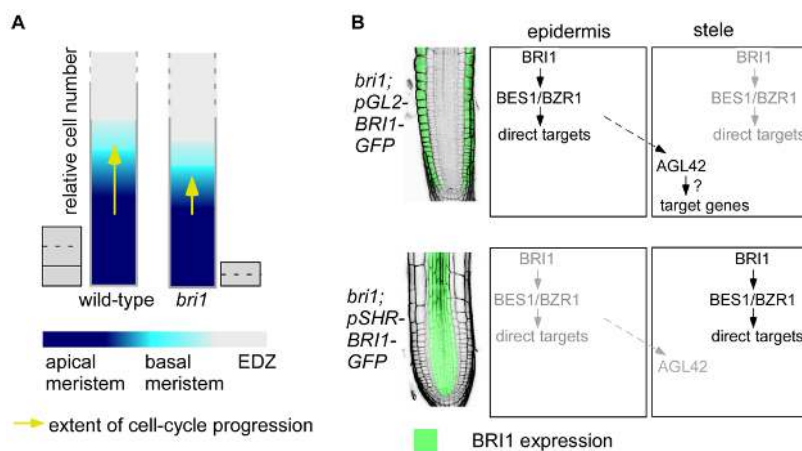 A
relative cell number
wild-type
bri1
apical
meristem
basal
meristem
EDZ
extent of cell-cycle progression
B
epidermis
stele
bri1;
pGL2-
BRI1-
GFP
BRI1
BES1/BZR1
direct targets
BRI1
BES1/BZR1
direct targets
AGL42
?
target genes
bri1;
pSHR-
BRI1-
GFP
BRI1
BES1/BZR1
direct targets
BRI1
BES1/BZR1
direct targets
AGL42
BRI1 expression